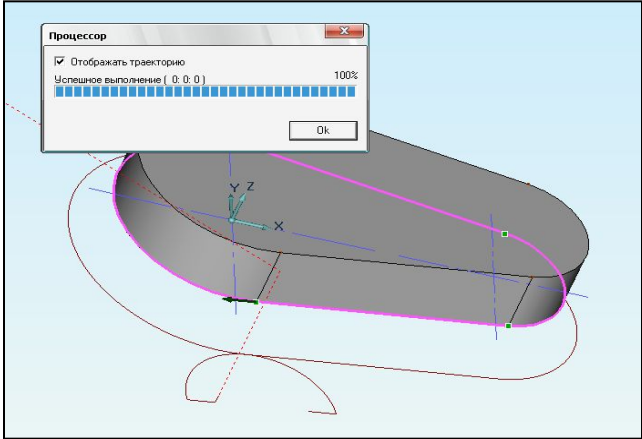 Процессор
Отображать траекторию
Успешное выполнение ( 0: 0: 0 )
100%
Ok
Y Z
X